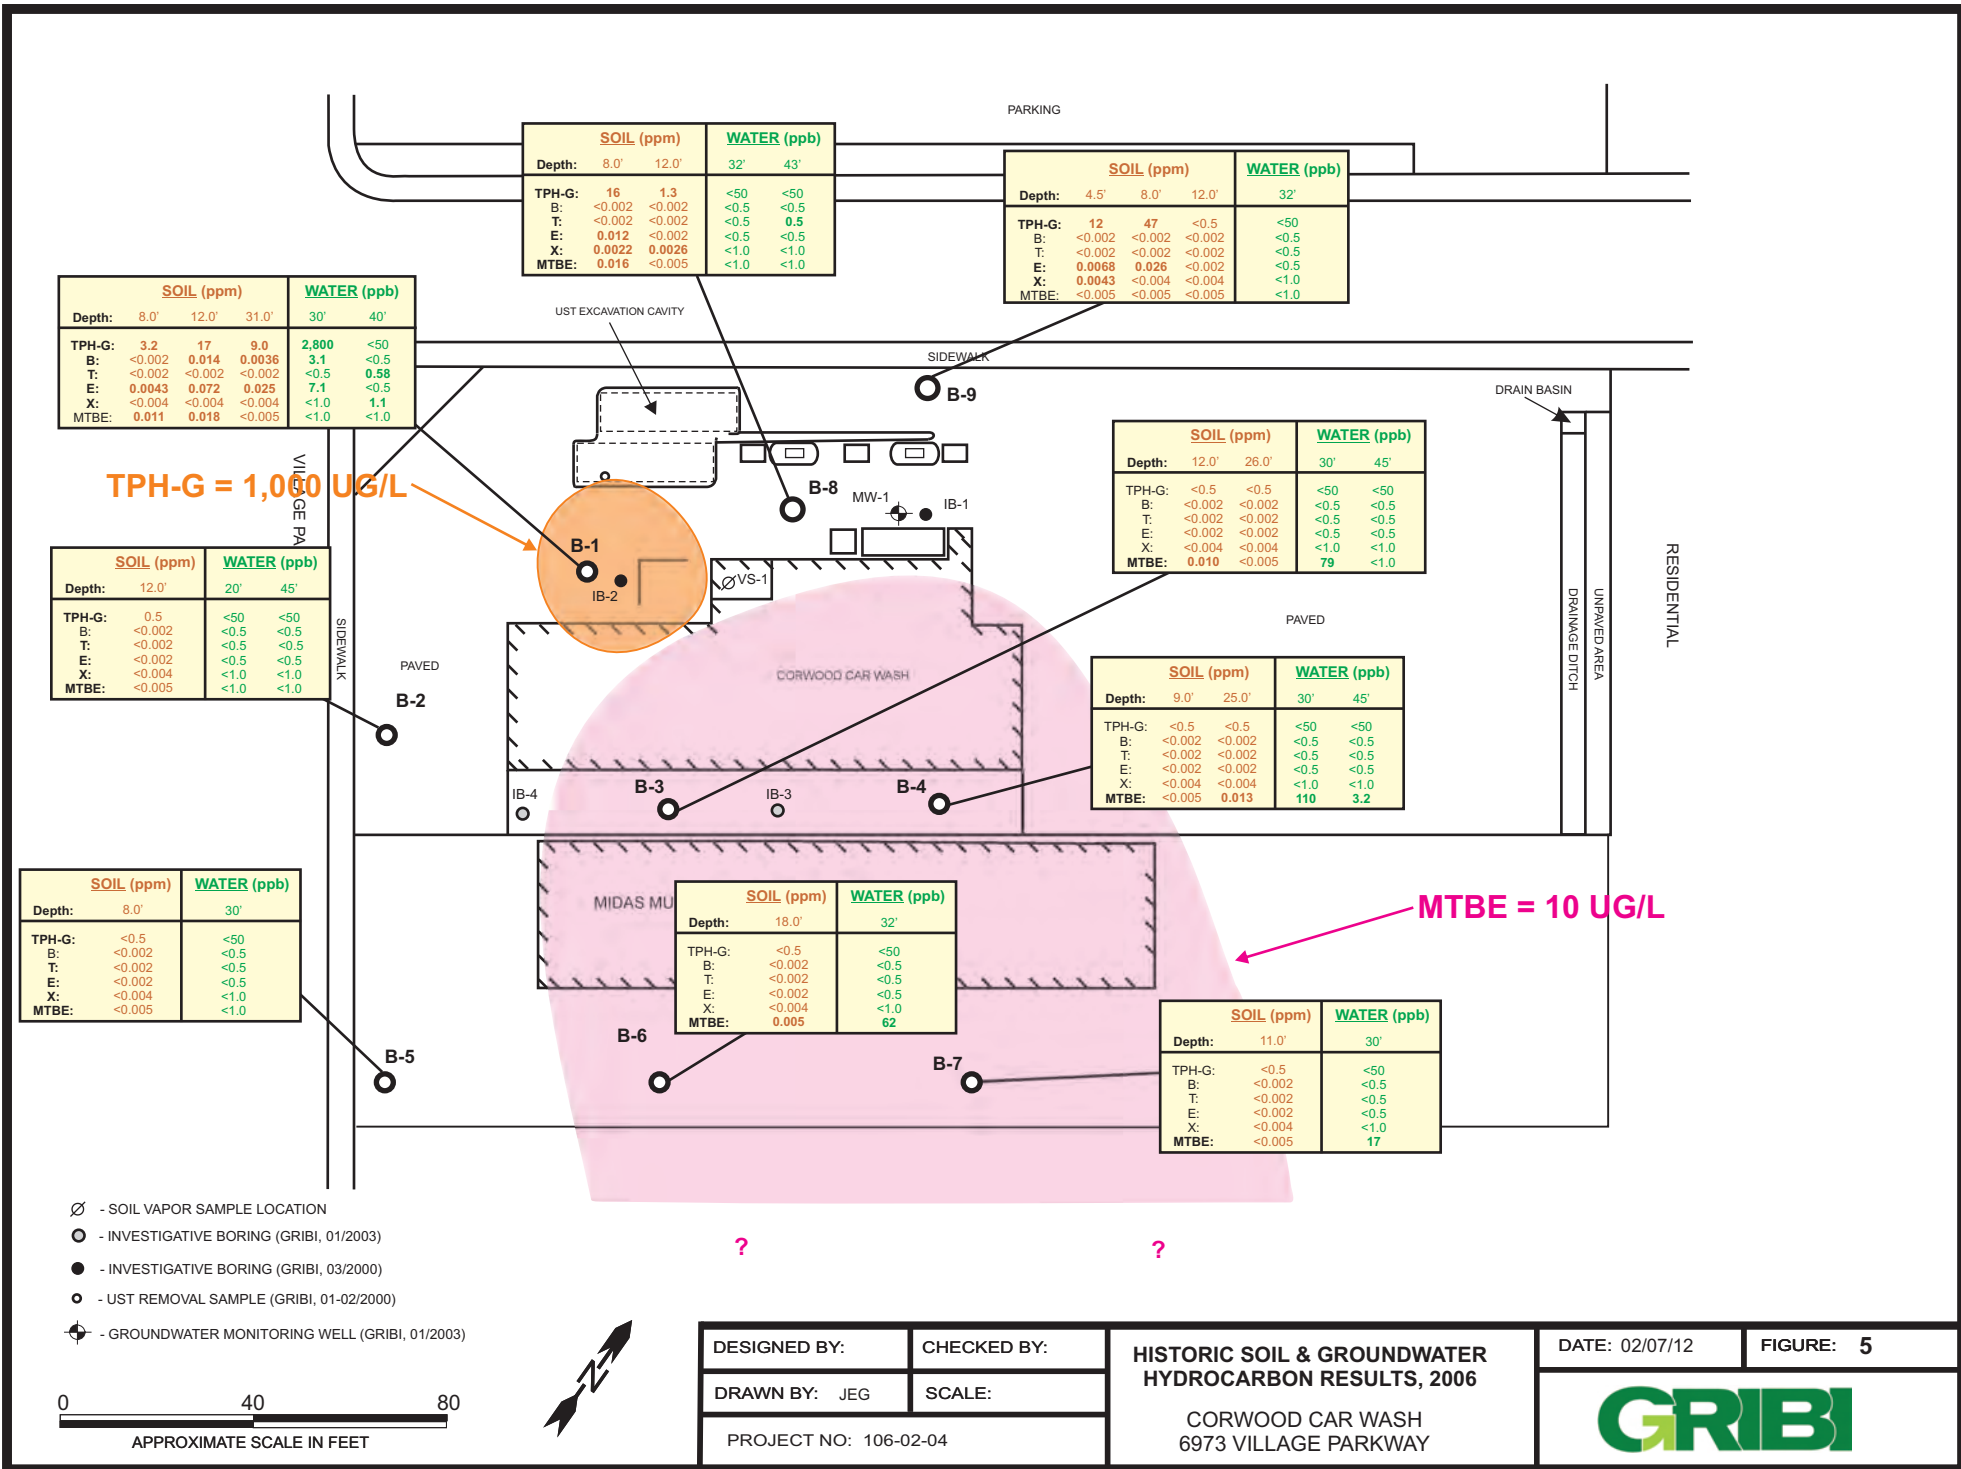 PARKING
SOIL (ppm) WATER (ppb)
Depth: 8.0' 12.0' 32' 43'
TPH-G: 16 1.3 <50 <50
B: <0.002 <0.002 <0.5 <0.5
T: <0.002 <0.002 <0.5 0.5
E: 0.012 <0.002 <0.5 <0.5
X: 0.0022 0.0026 <1.0 <1.0
MTBE: 0.016 <0.005 <1.0 <1.0
SOIL (ppm) WATER (ppb)
Depth: 4.5' 8.0' 12.0' 32'
TPH-G: 12 47 <0.5 <50
B: <0.002 <0.002 <0.002 <0.5
T: <0.002 <0.002 <0.002 <0.5
E: 0.0068 0.026 <0.002 <0.5
X: 0.0043 <0.004 <0.004 <1.0
MTBE: <0.005 <0.005 <0.005 <1.0
SOIL (ppm) WATER (ppb)
Depth: 8.0' 12.0' 31.0' 30' 40'
TPH-G: 3.2 17 9.0 2,800 <50
B: <0.002 0.014 0.0036 3.1 <0.5
T: <0.002 <0.002 <0.002 <0.5 0.58
E: 0.0043 0.072 0.025 7.1 <0.5
X: <0.004 <0.004 <0.004 <1.0 1.1
MTBE: 0.011 0.018 <0.005 <1.0 <1.0
UST EXCAVATION CAVITY
SIDEWALK
B-9
DRAIN BASIN
SOIL (ppm) WATER (ppb)
Depth: 12.0' 26.0' 30' 45'
TPH-G: <0.5 <0.5 <50 <50
B: <0.002 <0.002 <0.5 <0.5
T: <0.002 <0.002 <0.5 <0.5
E: <0.002 <0.002 <0.5 <0.5
X: <0.004 <0.004 <1.0 <1.0
MTBE: 0.010 <0.005 79 <1.0
VILLAGE PA
TPH-G = 1,000 UG/L
B-8
MW-1
IB-1
B-1
IB-2
VS-1
SOIL (ppm) WATER (ppb)
Depth: 12.0' 20' 45'
TPH-G: 0.5 <50 <50
B: <0.002 <0.5 <0.5
T: <0.002 <0.5 <0.5
E: <0.002 <0.5 <0.5
X: <0.004 <1.0 <1.0
MTBE: <0.005 <1.0 <1.0
SIDEWALK
PAVED
B-2
CORWOOD CAR WASH
PAVED
DRAINAGE DITCH
UNPAVED AREA
RESIDENTIAL
SOIL (ppm) WATER (ppb)
Depth: 9.0' 25.0' 30' 45'
TPH-G: <0.5 <0.5 <50 <50
B: <0.002 <0.002 <0.5 <0.5
T: <0.002 <0.002 <0.5 <0.5
E: <0.002 <0.002 <0.5 <0.5
X: <0.004 <0.004 <1.0 <1.0
MTBE: <0.005 0.013 110 3.2
IB-4
B-3
IB-3
B-4
SOIL (ppm) WATER (ppb)
Depth: 8.0' 30'
TPH-G: <0.5 <50
B: <0.002 <0.5
T: <0.002 <0.5
E: <0.002 <0.5
X: <0.004 <1.0
MTBE: <0.005 <1.0
MIDAS MU
SOIL (ppm) WATER (ppb)
Depth: 18.0' 32'
TPH-G: <0.5 <50
B: <0.002 <0.5
T: <0.002 <0.5
E: <0.002 <0.5
X: <0.004 <1.0
MTBE: 0.005 62
MTBE = 10 UG/L
B-5
B-6
B-7
SOIL (ppm) WATER (ppb)
Depth: 11.0' 30'
TPH-G: <0.5 <50
B: <0.002 <0.5
T: <0.002 <0.5
E: <0.002 <0.5
X: <0.004 <1.0
MTBE: <0.005 17
? ?
- SOIL VAPOR SAMPLE LOCATION
- INVESTIGATIVE BORING (GRIBI, 01/2003)
- INVESTIGATIVE BORING (GRIBI, 03/2000)
- UST REMOVAL SAMPLE (GRIBI, 01-02/2000)
- GROUNDWATER MONITORING WELL (GRIBI, 01/2003)
0 40 80
APPROXIMATE SCALE IN FEET
N
DESIGNED BY: CHECKED BY:
DRAWN BY: JEG SCALE:
PROJECT NO: 106-02-04
HISTORIC SOIL & GROUNDWATER
HYDROCARBON RESULTS, 2006
CORWOOD CAR WASH
6973 VILLAGE PARKWAY
DATE: 02/07/12 FIGURE: 5
GRIBI